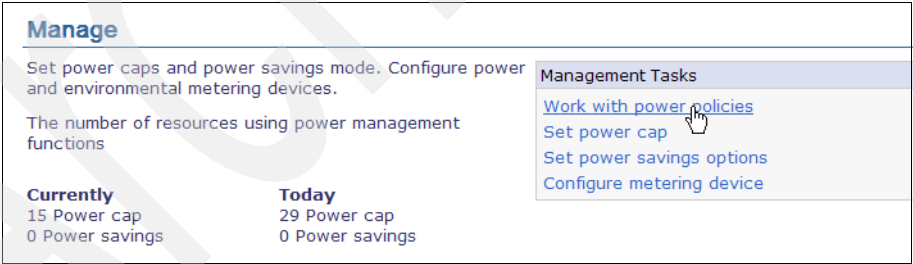 Manage
Set power caps and power savings mode. Configure power
and environmental metering devices.
The number of resources using power management
functions
Currently
15 Power cap
0 Power savings
Today
29 Power cap
0 Power savings
Management Tasks
Work with power policies
Set power cap
Set power savings options
Configure metering device